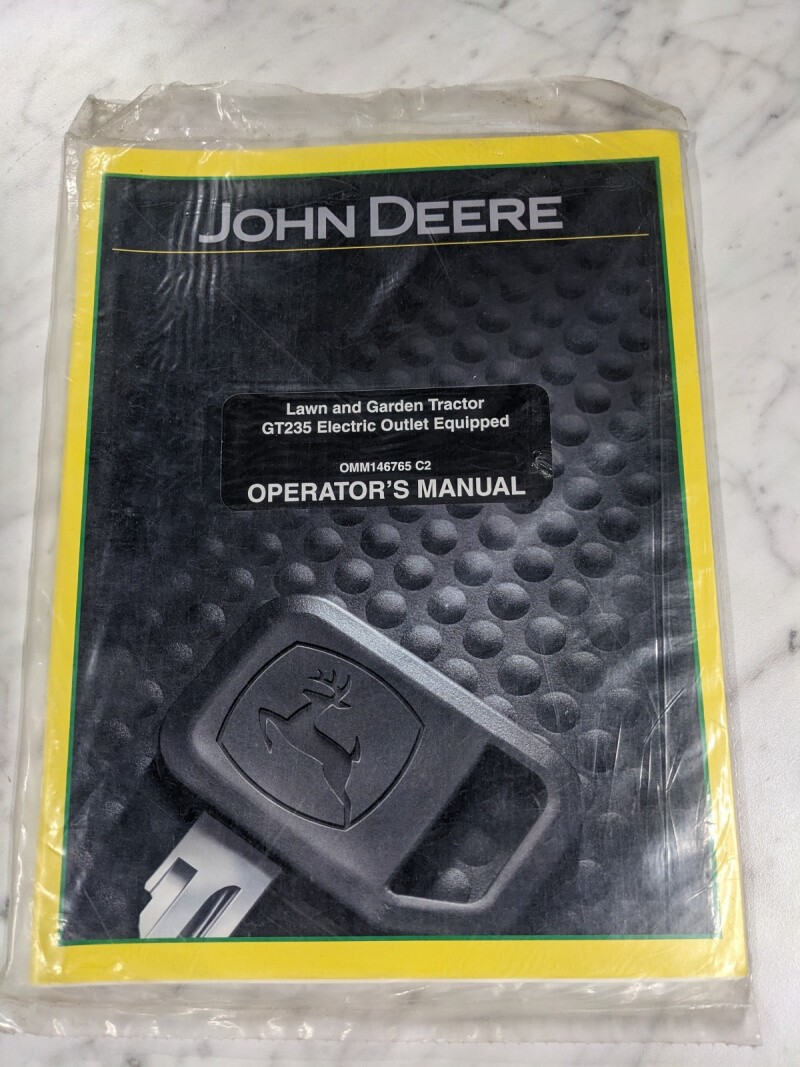 JOHN DEERE
Lawn and Garden Tractor
GT235 Electric Outlet Equipped
OMM146765 C2
OPERATOR'S MANUAL